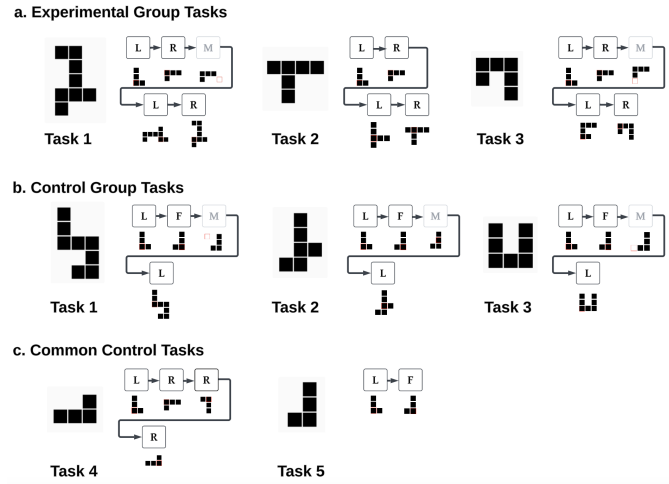 a. Experimental Group Tasks
L R M
L R
Task 1
L R
L R
Task 2
L R M
L R
Task 3
b. Control Group Tasks
L F M
L
Task 1
L F M
L
Task 2
L F M
L
Task 3
c. Common Control Tasks
L R R
R
Task 4
L F
Task 5